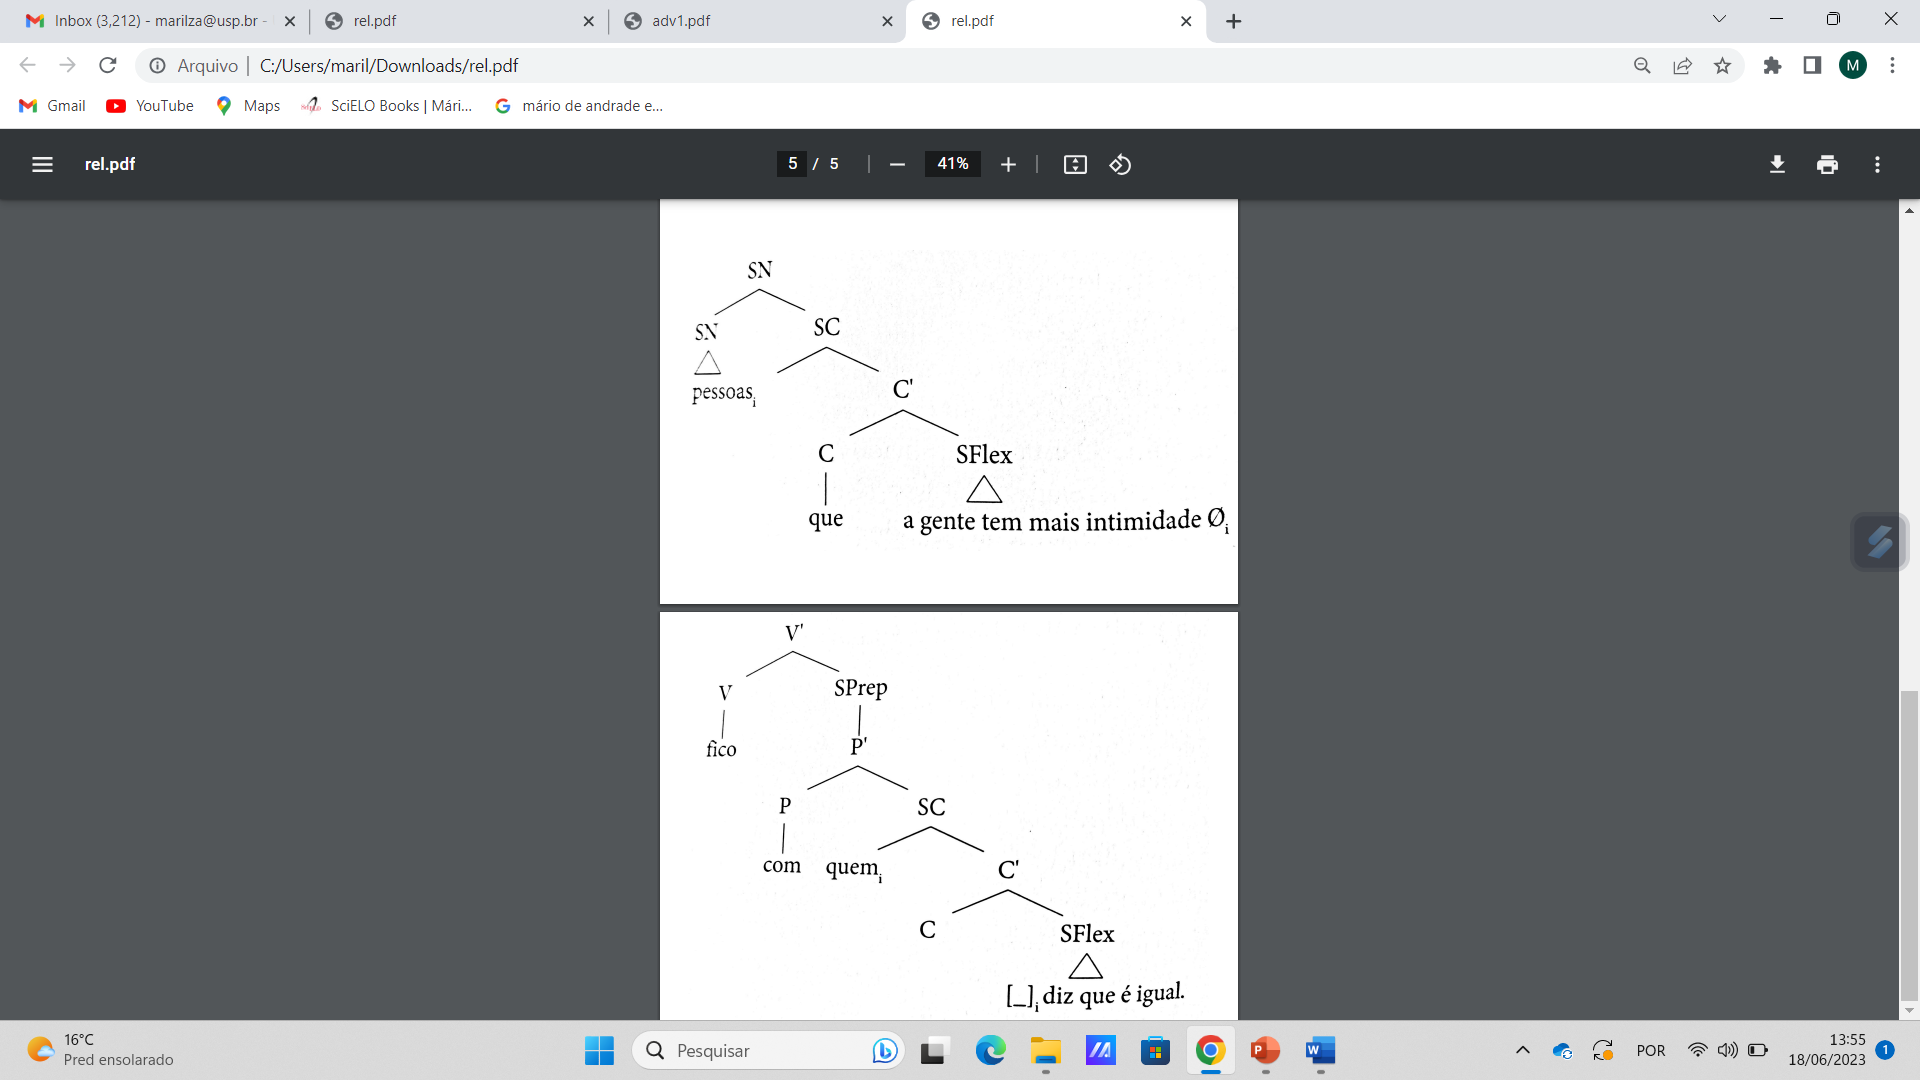 Inbox (3,212) - marilza@usp.br -
rel.pdf
adv1.pdf
rel.pdf
Arquivo
C:/Users/maril/Downloads/rel.pdf
M
Gmail
YouTube
Maps
SciELO Books | Mári...
mário de andrade e...
rel.pdf
5 / 5
41%
SN
SN
SC
pessoas i
C'
C
SFlex
que
a gente tem mais intimidade Ø i
V'
V
SPrep
fico
P'
P
SC
com
quem i
C'
C
SFlex
[_] i diz que é igual.
16°C
Pred ensolarado
Pesquisar
POR
13:55
18/06/2023
1